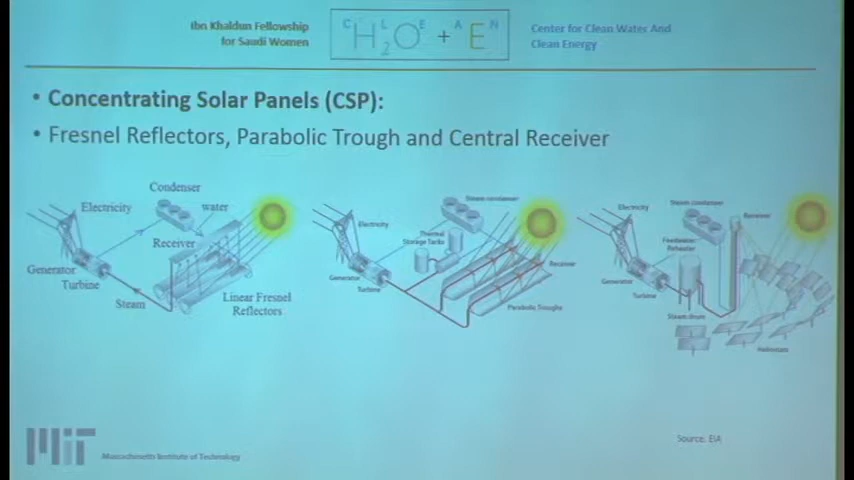 Ibn Khaldun Fellowship
for Saudi Women
C L E A N
H2O + E
Center for Clean Water And
Clean Energy
• Concentrating Solar Panels (CSP):
• Fresnel Reflectors, Parabolic Trough and Central Receiver
Condenser
Electricity
water
Receiver
Generator
Turbine
Steam
Linear Fresnel
Reflectors
Steam condenser
Electricity
Thermal
Storage Tanks
Receiver
Generator
Turbine
Parabolic Troughs
Steam condenser
Electricity
Receiver
Feedwater
Reheater
Generator
Turbine
Steam drum
Heliostats
Source: EIA
MIT
Massachusetts Institute of Technology